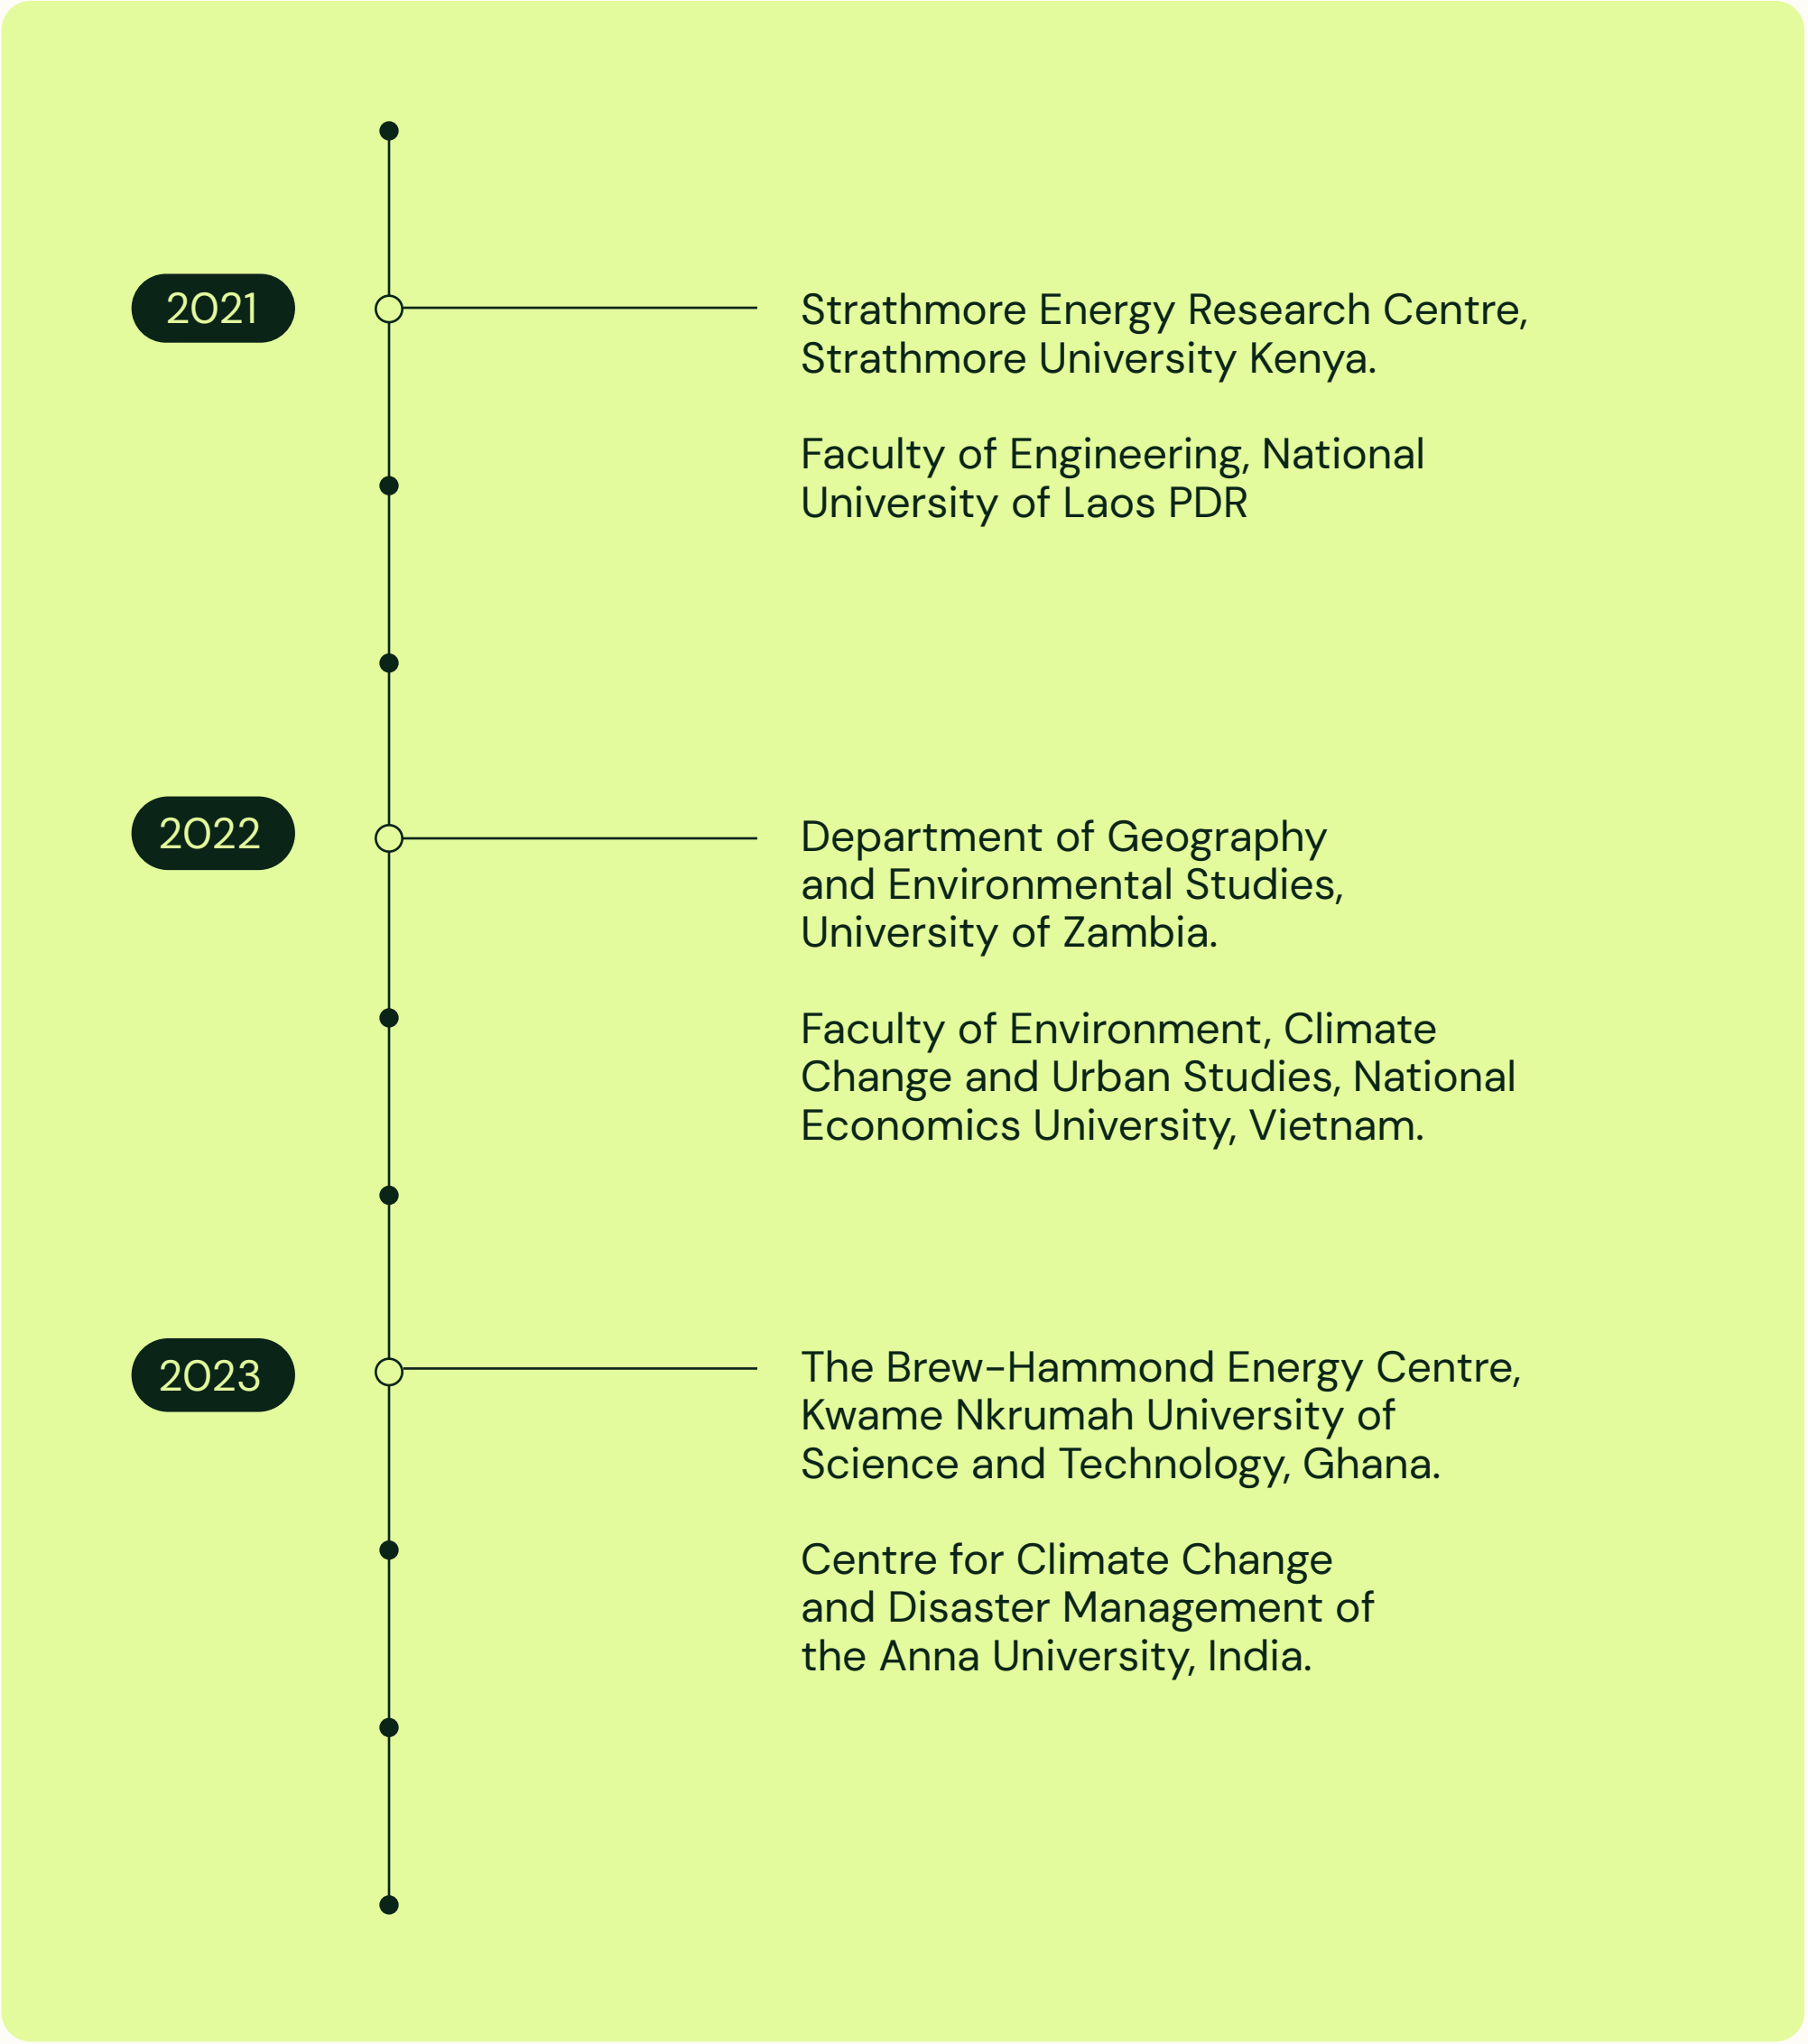 2021
Strathmore Energy Research Centre,
Strathmore University Kenya.
Faculty of Engineering, National
University of Laos PDR
2022
Department of Geography
and Environmental Studies,
University of Zambia.
Faculty of Environment, Climate
Change and Urban Studies, National
Economics University, Vietnam.
2023
The Brew-Hammond Energy Centre,
Kwame Nkrumah University of
Science and Technology, Ghana.
Centre for Climate Change
and Disaster Management of
the Anna University, India.